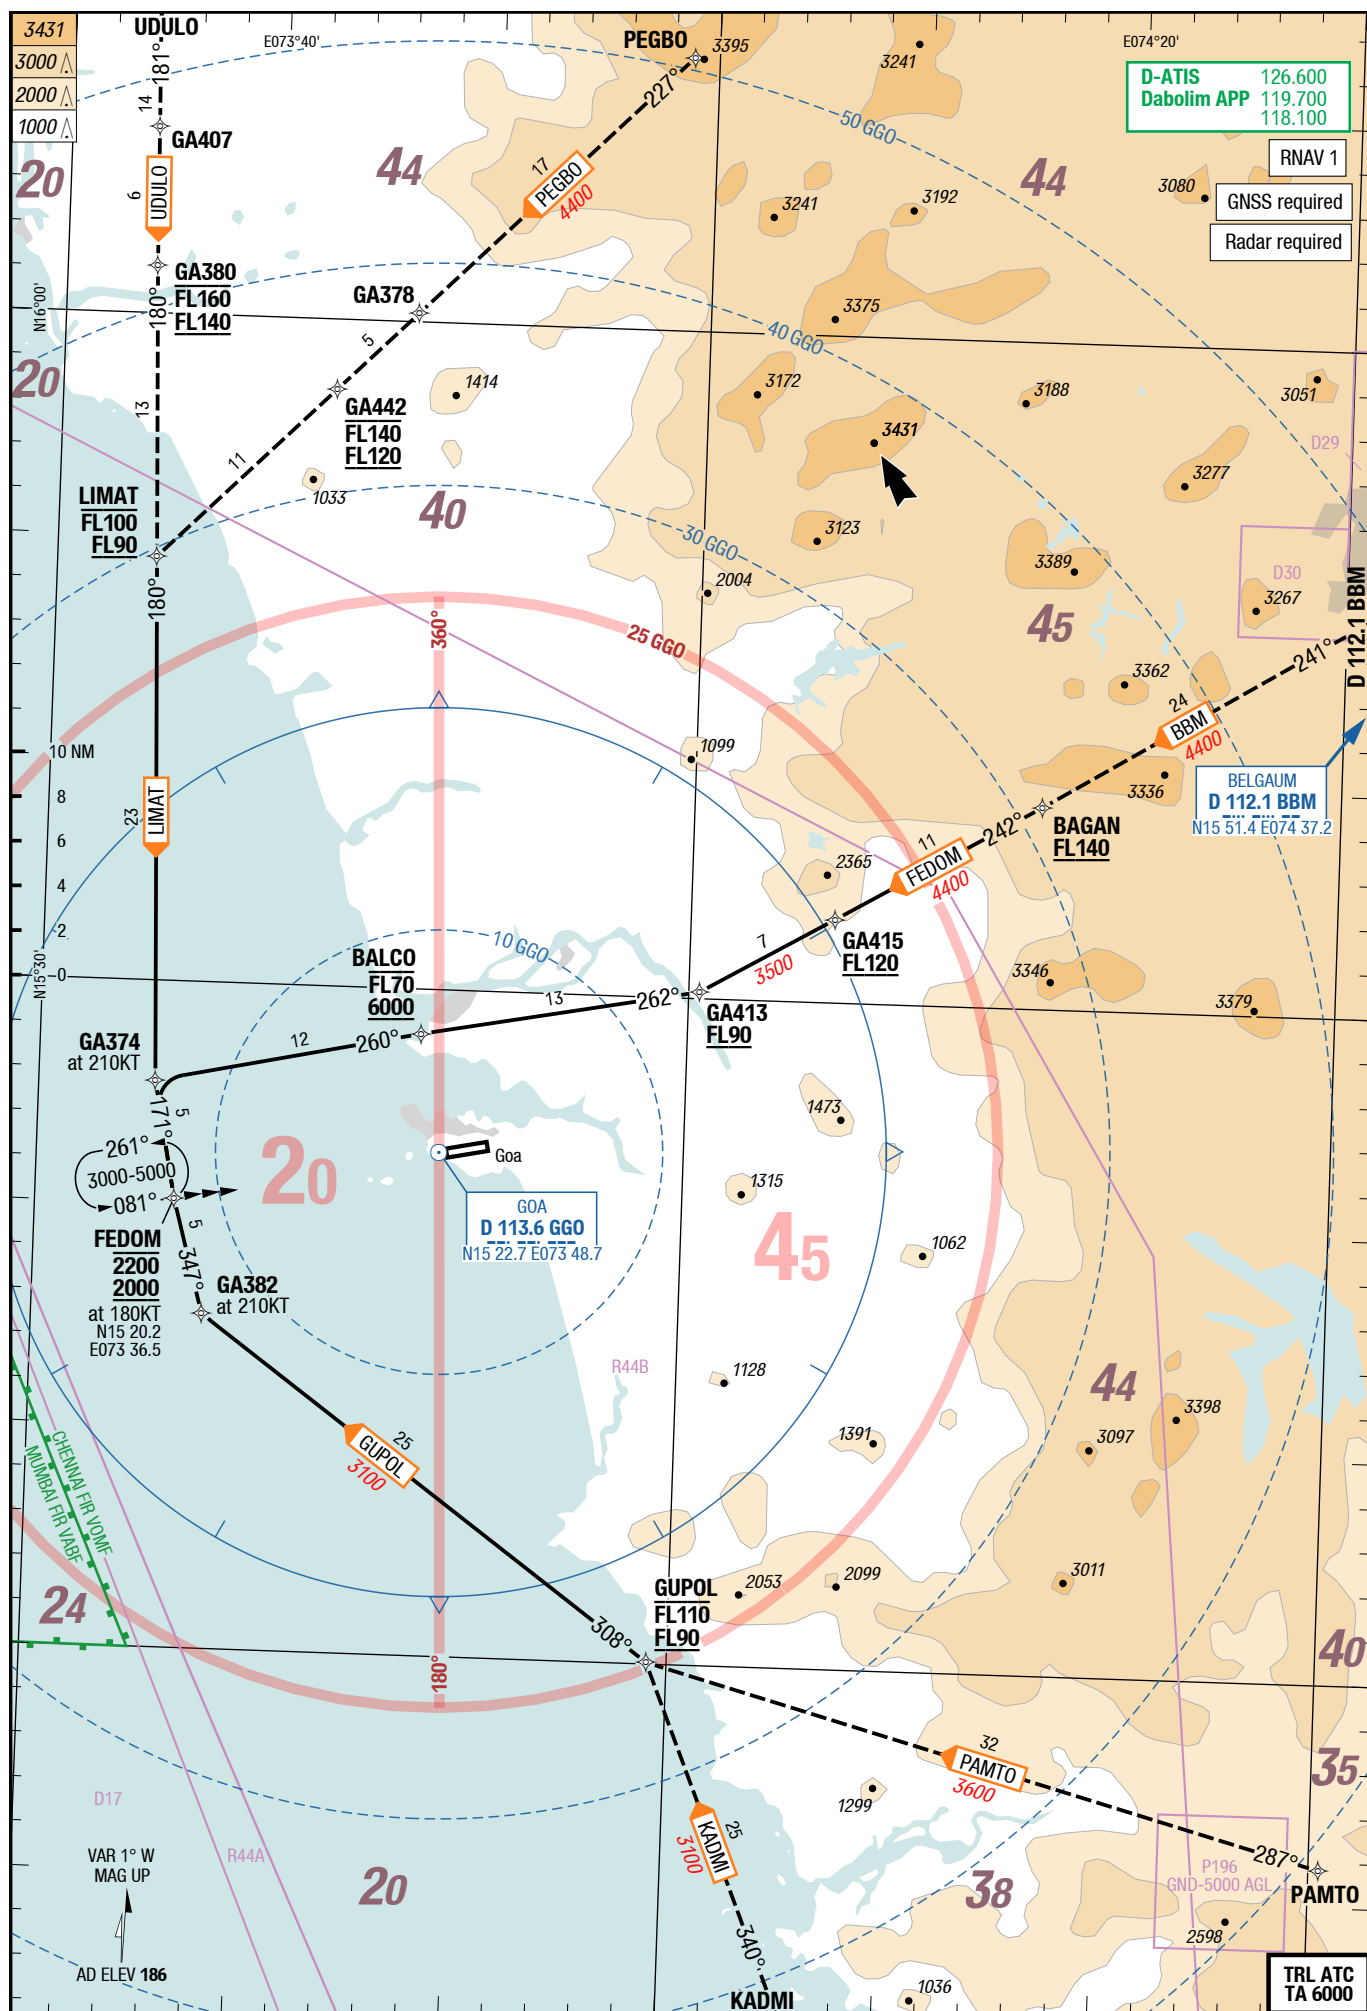 3431
3000
2000
1000
UDULO
E073°40'
PEGBO
3395
3241
E074°20'
D-ATIS 126.600
Dabolim APP 119.700
118.100
RNAV 1
GNSS required
Radar required
181°
14
GA407
227°
50 GGO
20
44
44
17
PEGBO
4400
6
UDULO
3241
3192
3080
GA380
FL160
FL140
180°
N16°00'
GA378
3375
40 GGO
5
20
13
1414
3172
3188
3051
GA442
FL140
FL120
3431
D29
11
1033
40
3277
LIMAT
FL100
FL90
3123
30 GGO
3389
D30
3267
180°
2004
45
D 112.1 BBM
360°
25 GGO
241°
3362
24
BBM
4400
1099
10 NM
8
6
4
2
0
BELGAUM
D 112.1 BBM
N15 51.4 E074 37.2
3336
23
LIMAT
BAGAN
FL140
242°
11
FEDOM
4400
2365
10 GGO
GA415
FL120
7
3500
N15°30'
BALCO
FL70
6000
3346
3379
13
262°
GA413
FL90
12
260°
GA374
at 210KT
5
171°
1473
261°
3000-5000
081°
Goa
20
1315
GOA
D 113.6 GGO
N15 22.7 E073 48.7
45
1062
5
347°
FEDOM
2200
2000
at 180KT
N15 20.2
E073 36.5
GA382
at 210KT
R44B
1128
44
3398
1391
3097
25
GUPOL
3100
CHENNAI FIR VOMF
MUMBAI FIR VABF
3011
2053
2099
24
GUPOL
FL110
FL90
308°
40
180°
32
PAMTO
3600
35
D17
1299
25
KADMI
3100
VAR 1° W
MAG UP
R44A
20
38
P196
GND-5000 AGL
287°
PAMTO
2598
340°
AD ELEV 186
1036
KADMI
TRL ATC
TA 6000